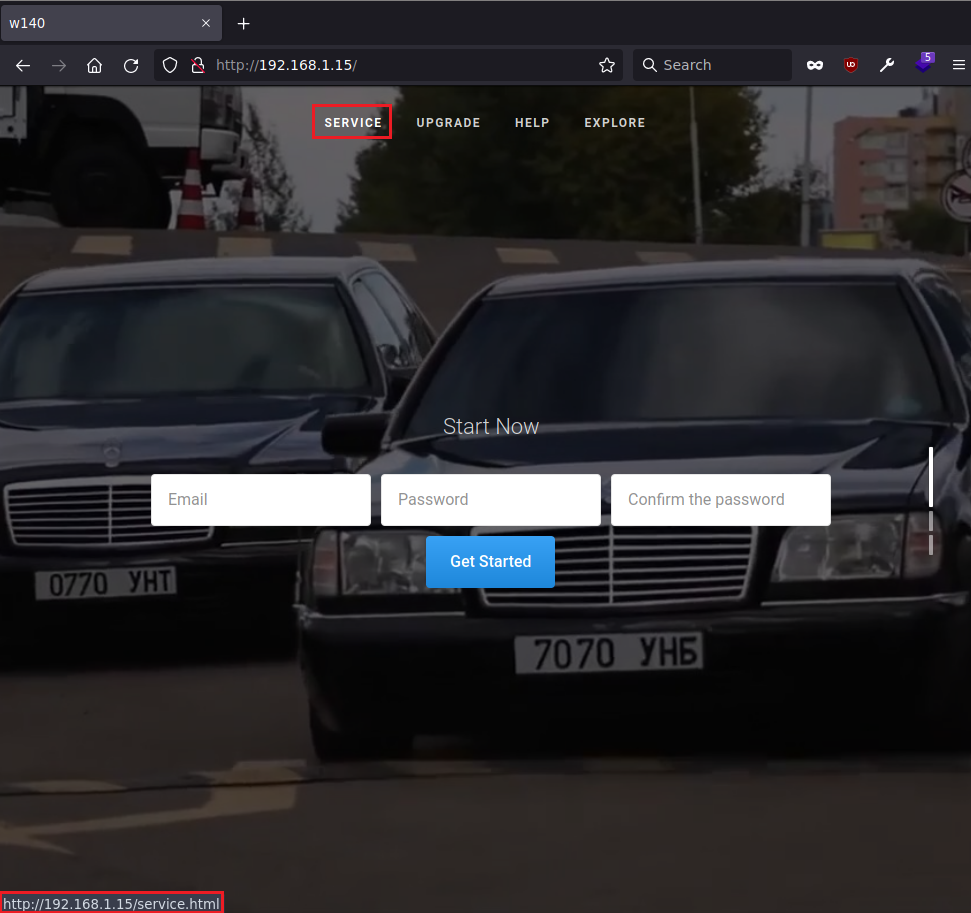 w140
http://192.168.1.15/
Search
UD
5
SERVICE UPGRADE HELP EXPLORE
Start Now
Email Password Confirm the password
Get Started
0770 УНТ
7070 УНБ
http://192.168.1.15/service.html